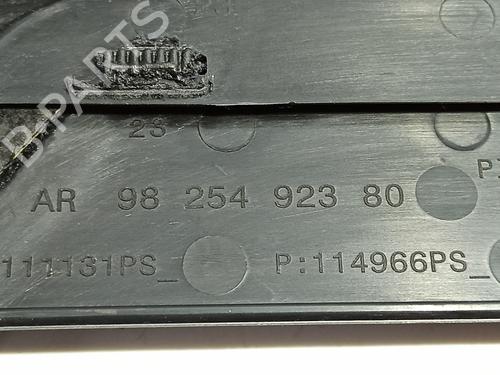 B-PARTS
23
AR 98 254 923 80
P.
111131PS_ P:114966PS_